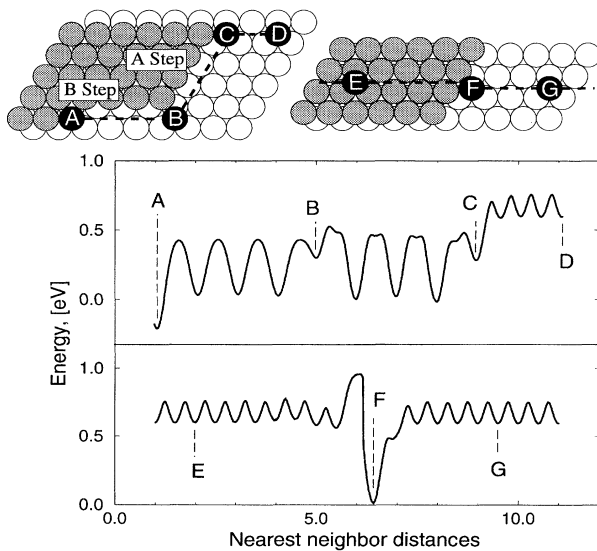 C D
A Step
B Step
A B
E F G
1.0
A
B
C
0.5
D
0.0
Energy, [eV]
1.0
F
0.5
E
G
0.0
0.0 5.0 10.0
Nearest neighbor distances